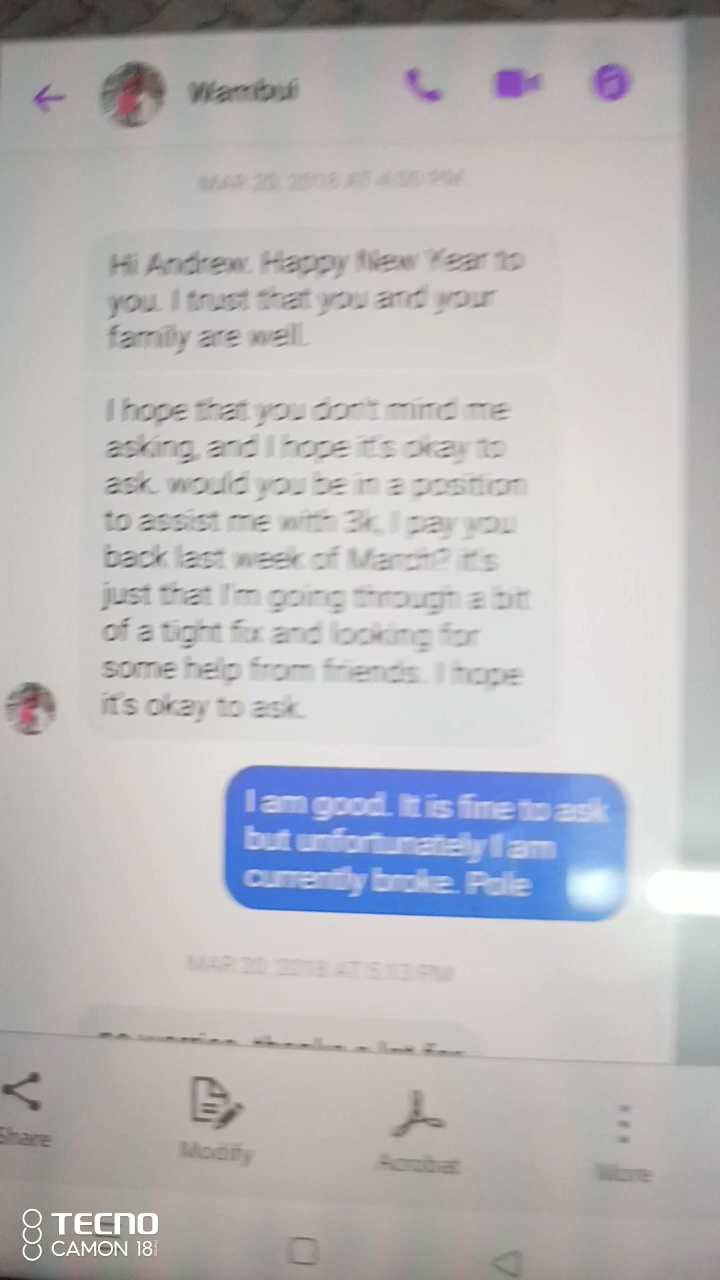 Wambui
MAR 20, 2018 AT 4:00 PM
Hi Andrew. Happy New Year to
you. I trust that you and your
family are well.
I hope that you don't mind me
asking, and I hope it's okay to
ask. would you be in a position
to assist me with 3k, I pay you
back last week of March? it's
just that I'm going through a bit
of a tight fix and looking for
some help from friends. I hope
it's okay to ask.
I am good. It is fine to ask
but unfortunately I am
currently broke. Pole
MAR 20, 2018 AT 5:13 PM
no worries, thanks a lot for
Share
Modify
Acrobat
More
TECNO
CAMON 18